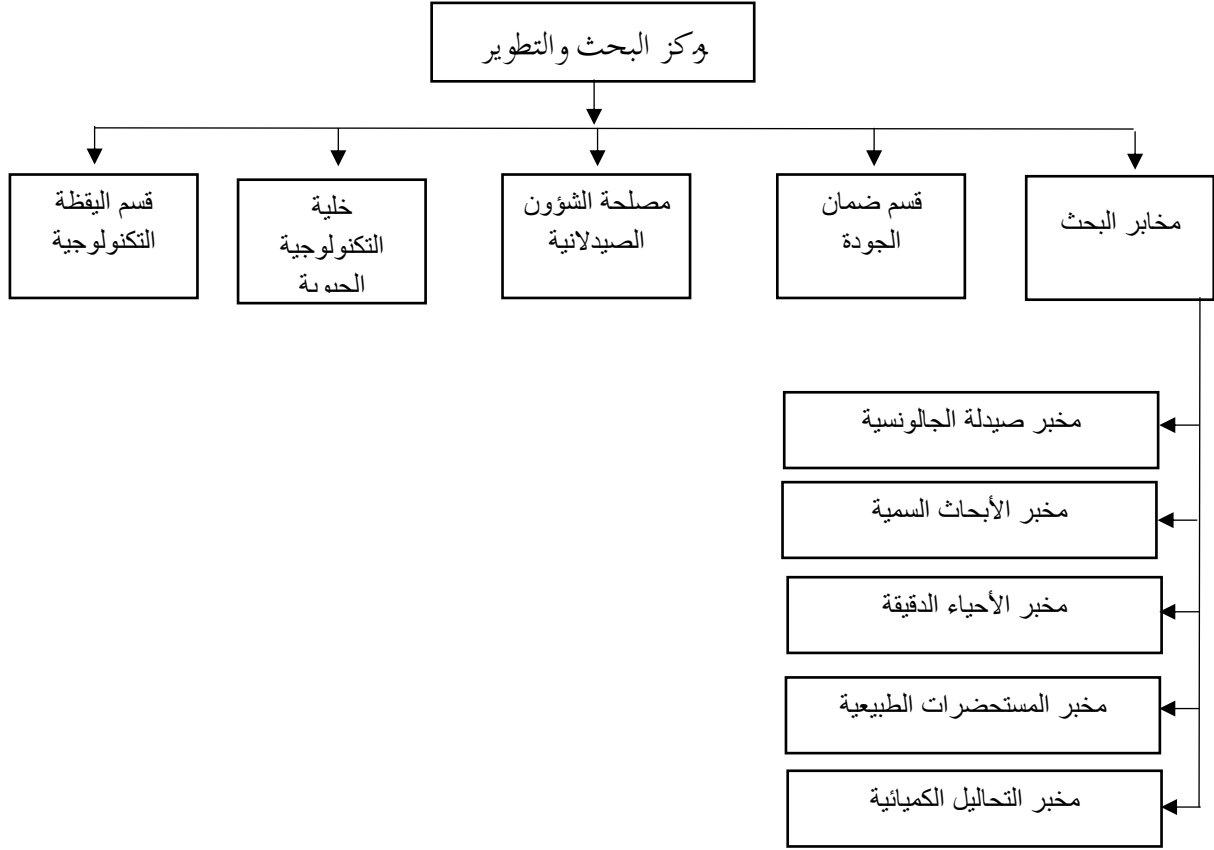 مركز البحث والتطوير
مخابر البحث
قسم ضمان
الجودة
مصلحة الشؤون
الصيدلانية
خلية
التكنولوجية
الحيوية
قسم اليقظة
التكنولوجية
مخبر صيدلة الجالونسية
مخبر الأبحاث السمية
مخبر الأحياء الدقيقة
مخبر المستحضرات الطبيعية
مخبر التحاليل الكميائية